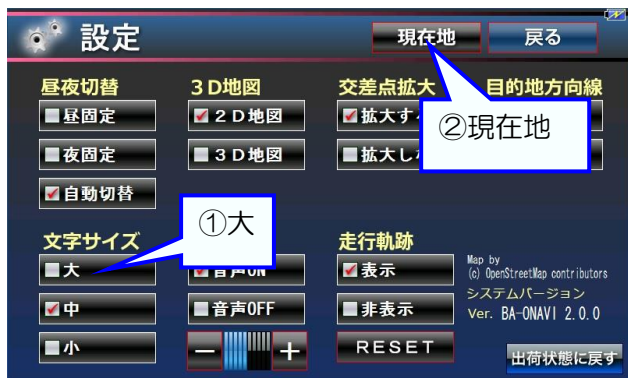 設定
現在地
戻る
昼夜切替
3D地図
交差点拡大
目的地方向線
昼固定
2D地図
拡大す
②現在地
夜固定
3D地図
拡大し
自動切替
①大
文字サイズ
走行軌跡
大
音声ON
表示
Map by
(c) OpenStreetMap contributors
システムバージョン
中
音声OFF
非表示
Ver. BA-ONAVI 2.0.0
小
RESET
出荷状態に戻す